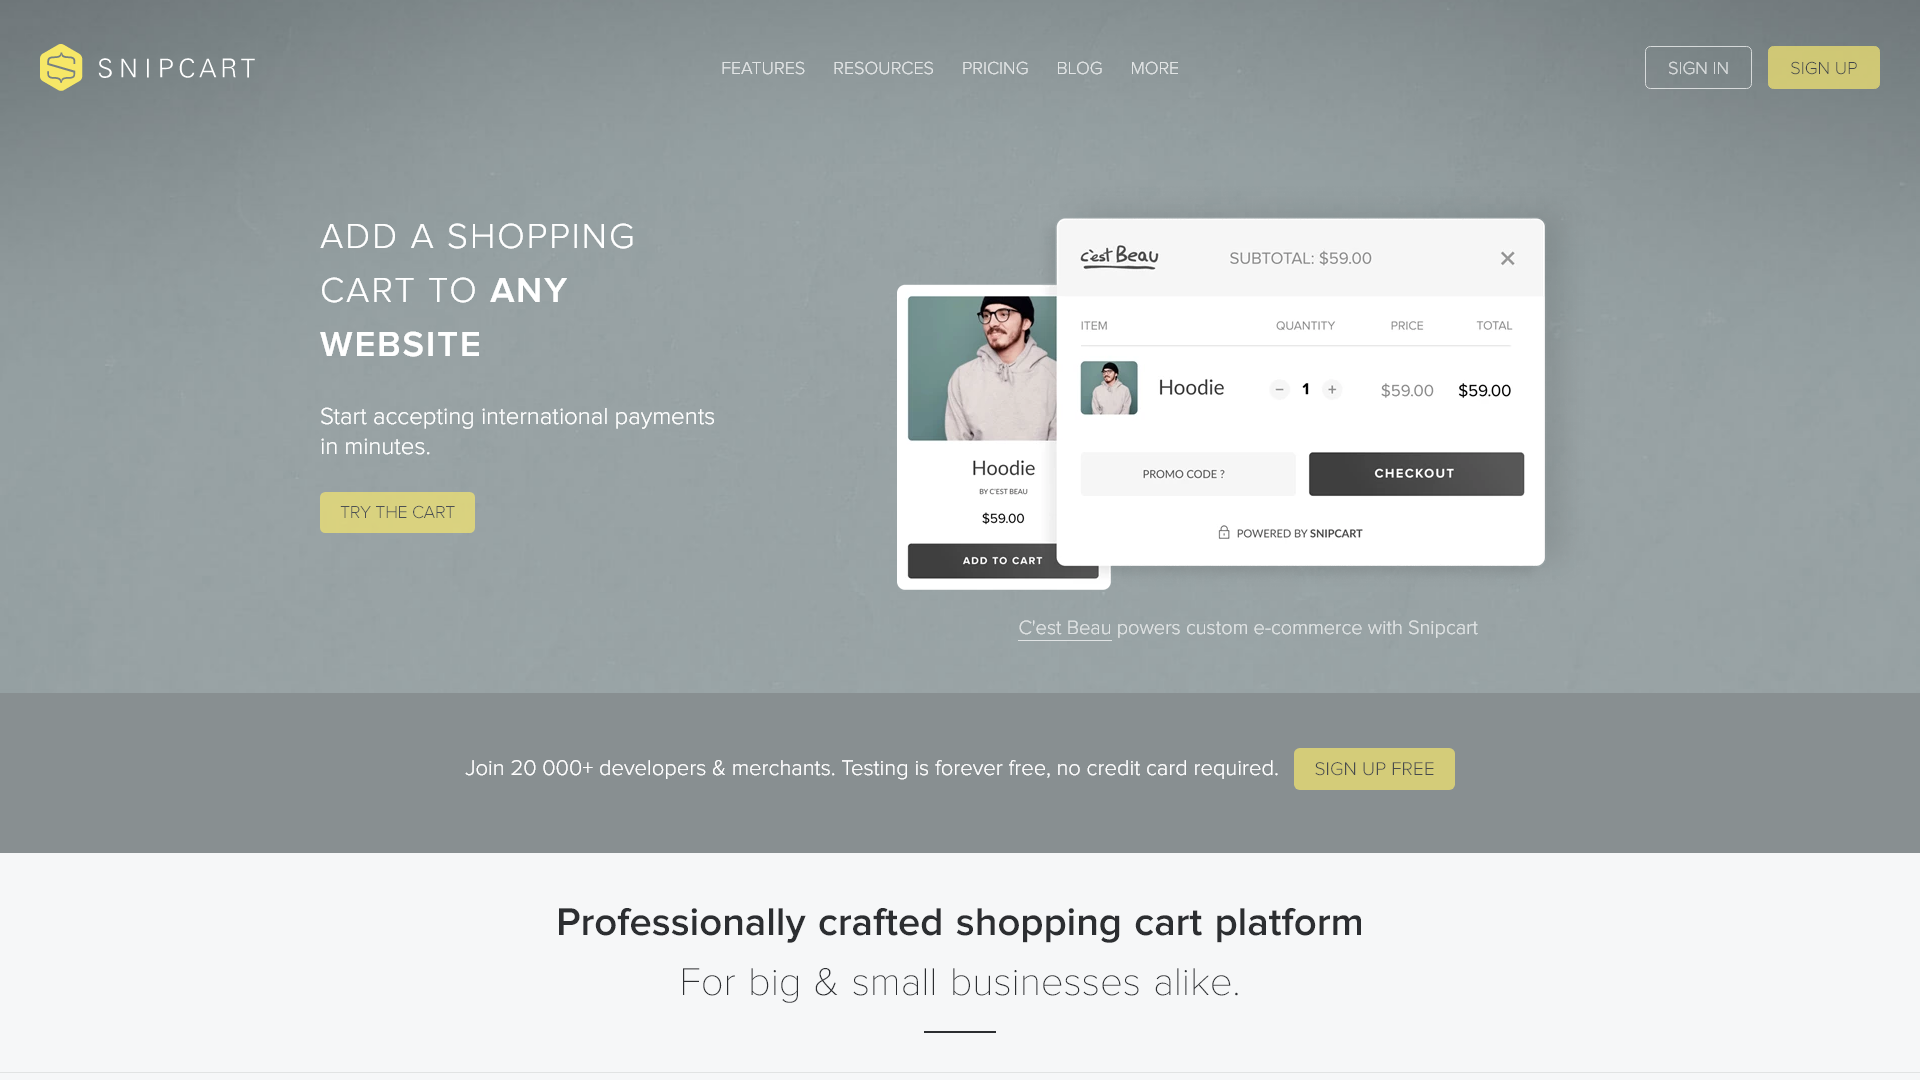 SNIPCART
FEATURES
RESOURCES
PRICING
BLOG
MORE
SIGN IN
SIGN UP
ADD A SHOPPING
CART TO ANY
WEBSITE
Start accepting international payments
in minutes.
TRY THE CART
Hoodie
BY C'EST BEAU
$59.00
ADD TO CART
c'est Beau
SUBTOTAL: $59.00
ITEM
QUANTITY
PRICE
TOTAL
Hoodie
1
$59.00
$59.00
PROMO CODE ?
CHECKOUT
POWERED BY SNIPCART
C'est Beau powers custom e-commerce with Snipcart
Join 20 000+ developers & merchants. Testing is forever free, no credit card required.
SIGN UP FREE
Professionally crafted shopping cart platform
For big & small businesses alike.